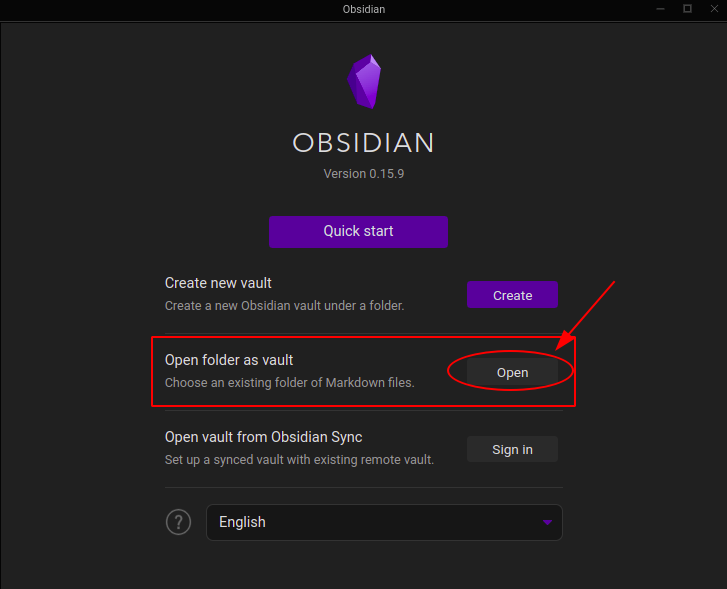 Obsidian
OBSIDIAN
Version 0.15.9
Quick start
Create new vault
Create a new Obsidian vault under a folder.
Create
Open folder as vault
Choose an existing folder of Markdown files.
Open
Open vault from Obsidian Sync
Set up a synced vault with existing remote vault.
Sign in
?
English